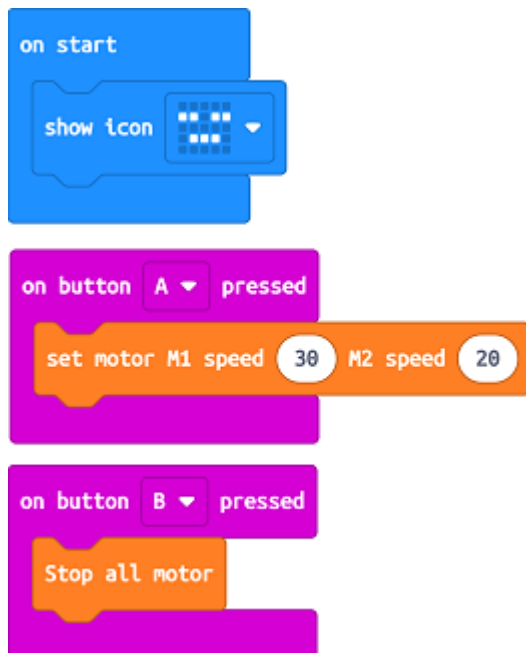 on start
show icon
on button A pressed
set motor M1 speed 30 M2 speed 20
on button B pressed
Stop all motor